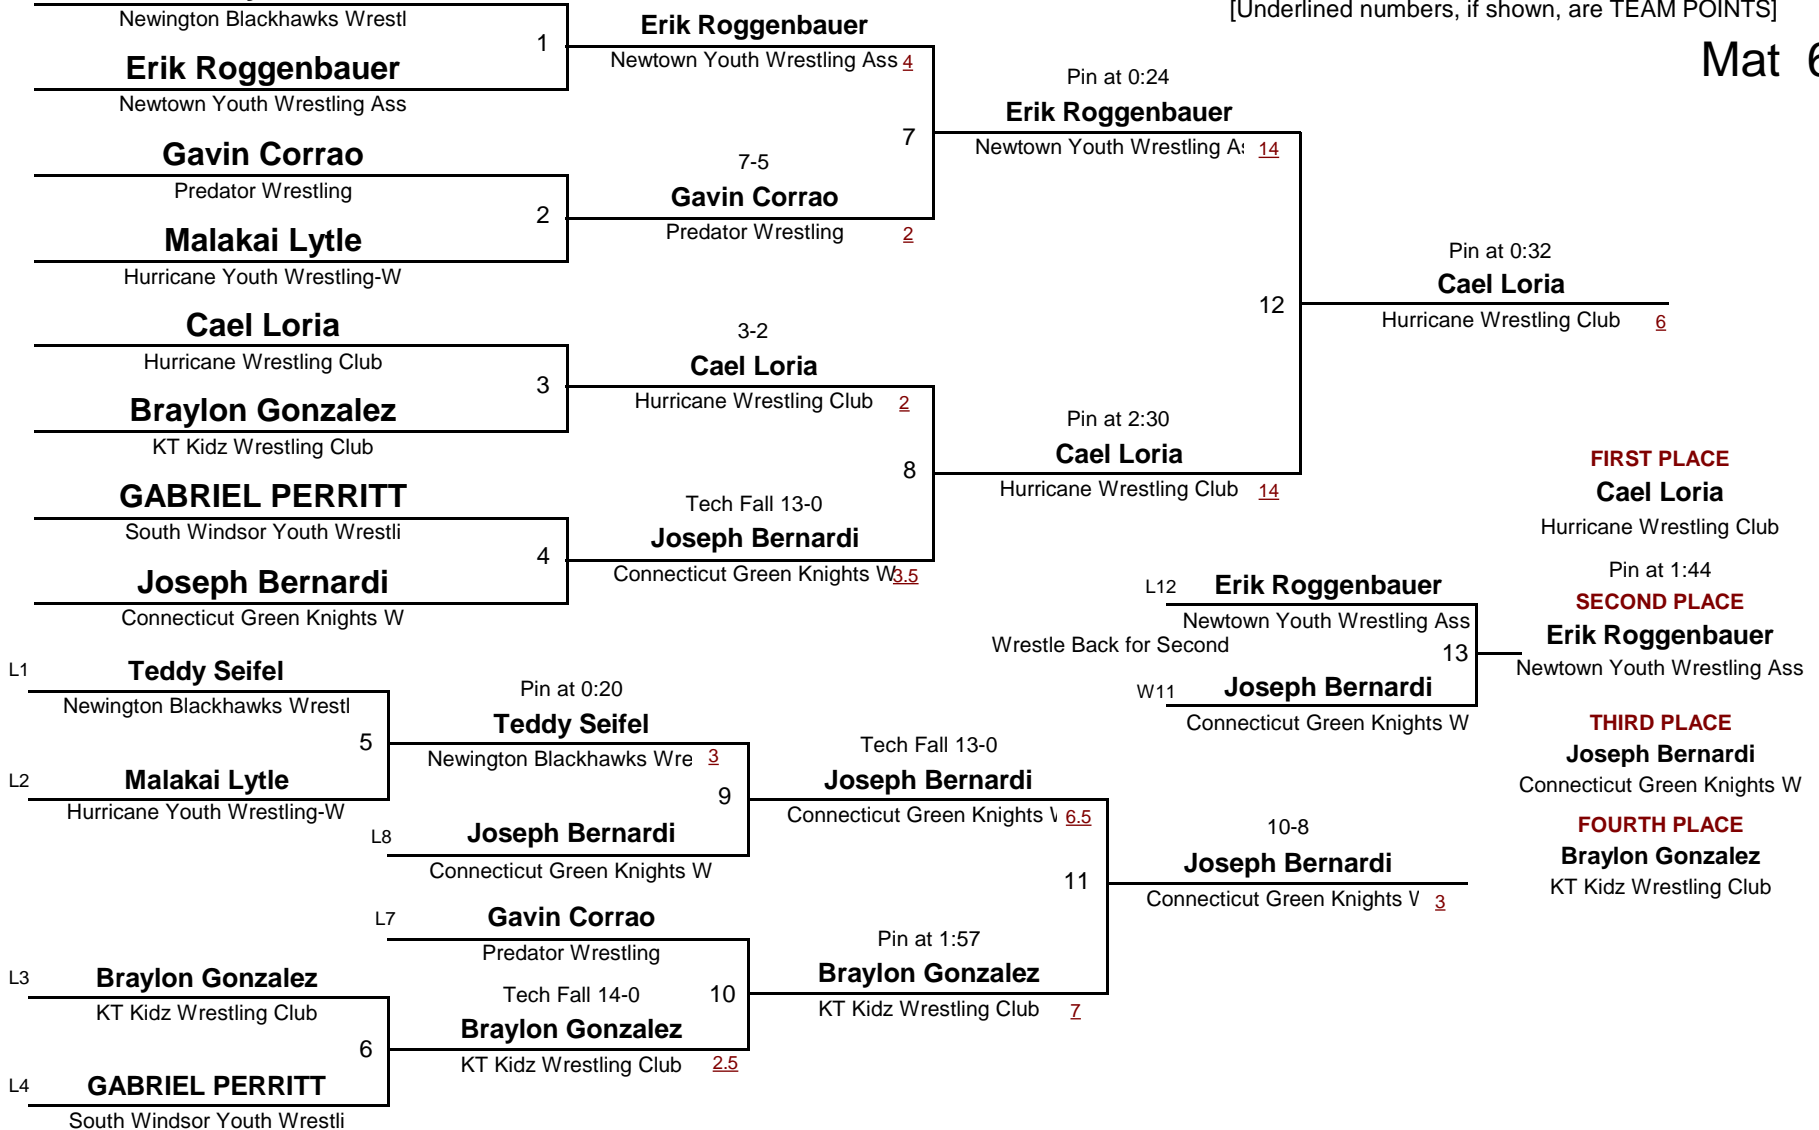 Newington Blackhawks Wrestl
[Underlined numbers, if shown, are TEAM POINTS]
Mat 6
1
Erik Roggenbauer
Newtown Youth Wrestling Ass
Erik Roggenbauer
Newtown Youth Wrestling Ass 4
Gavin Corrao
Predator Wrestling
2
Malakai Lytle
Hurricane Youth Wrestling-W
7-5
Gavin Corrao
Predator Wrestling 2
7
Pin at 0:24
Erik Roggenbauer
Newtown Youth Wrestling As 14
Cael Loria
Hurricane Wrestling Club
3
Braylon Gonzalez
KT Kidz Wrestling Club
3-2
Cael Loria
Hurricane Wrestling Club 2
GABRIEL PERRITT
South Windsor Youth Wrestli
4
Joseph Bernardi
Connecticut Green Knights W
Tech Fall 13-0
Joseph Bernardi
Connecticut Green Knights W 3.5
8
Pin at 2:30
Cael Loria
Hurricane Wrestling Club 14
12
Pin at 0:32
Cael Loria
Hurricane Wrestling Club 6
FIRST PLACE
Cael Loria
Hurricane Wrestling Club
L12 Erik Roggenbauer
Newtown Youth Wrestling Ass
Wrestle Back for Second
13
W11 Joseph Bernardi
Connecticut Green Knights W
Pin at 1:44
SECOND PLACE
Erik Roggenbauer
Newtown Youth Wrestling Ass
THIRD PLACE
Joseph Bernardi
Connecticut Green Knights W
FOURTH PLACE
Braylon Gonzalez
KT Kidz Wrestling Club
L1 Teddy Seifel
Newington Blackhawks Wrestl
5
L2 Malakai Lytle
Hurricane Youth Wrestling-W
Pin at 0:20
Teddy Seifel
Newington Blackhawks Wre 3
9
L8 Joseph Bernardi
Connecticut Green Knights W
Tech Fall 13-0
Joseph Bernardi
Connecticut Green Knights W 6.5
L7 Gavin Corrao
Predator Wrestling
10
L3 Braylon Gonzalez
KT Kidz Wrestling Club
6
L4 GABRIEL PERRITT
South Windsor Youth Wrestli
Tech Fall 14-0
Braylon Gonzalez
KT Kidz Wrestling Club 2.5
Pin at 1:57
Braylon Gonzalez
KT Kidz Wrestling Club 7
11
10-8
Joseph Bernardi
Connecticut Green Knights W 3